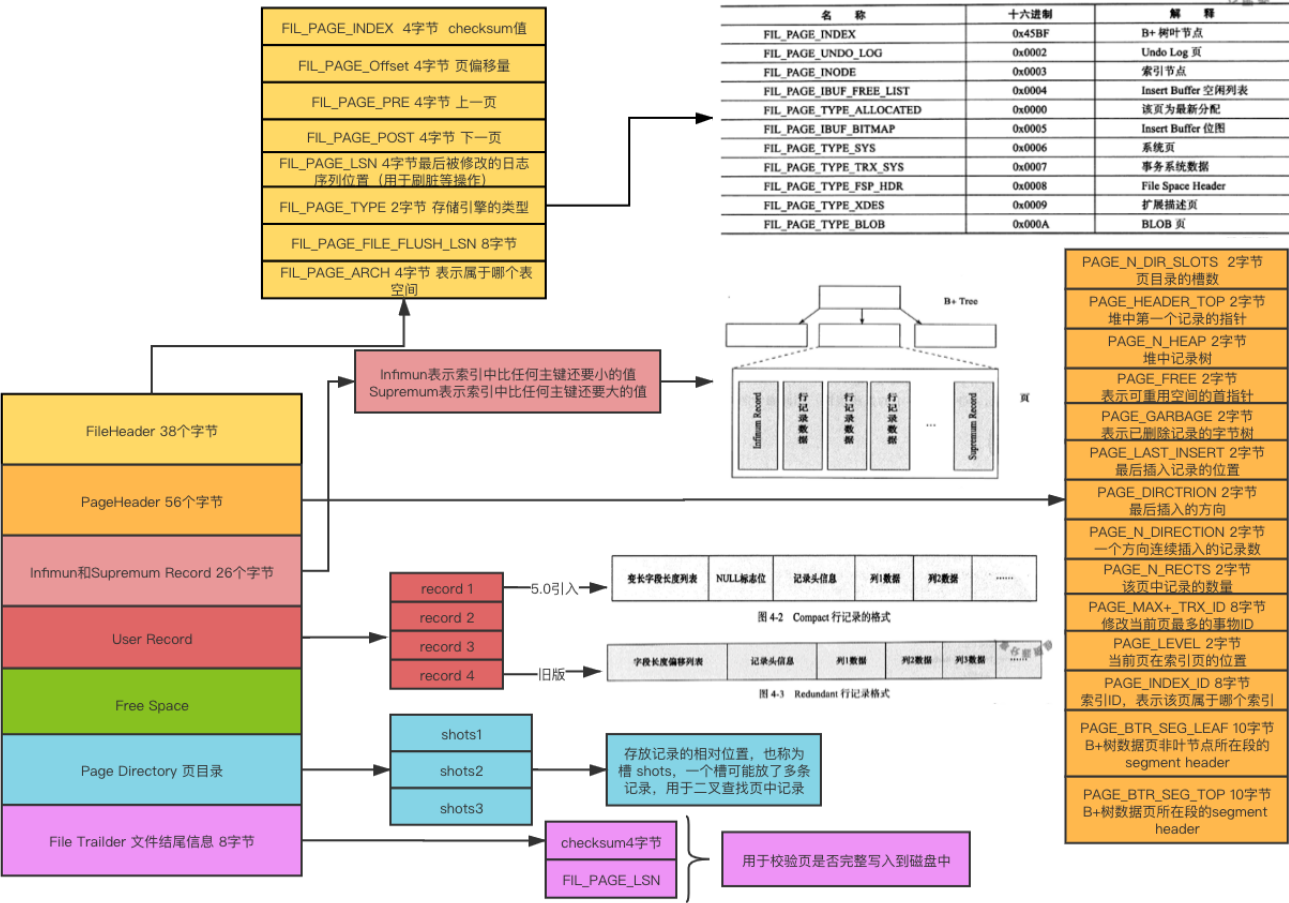 FIL_PAGE_INDEX 4字节 checksum值
FIL_PAGE_Offset 4字节 页偏移量
FIL_PAGE_PRE 4字节 上一页
FIL_PAGE_POST 4字节 下一页
FIL_PAGE_LSN 4字节最后被修改的日志
序列位置（用于刷脏等操作）
FIL_PAGE_TYPE 2字节 存储引擎的类型
FIL_PAGE_FILE_FLUSH_LSN 8字节
FIL_PAGE_ARCH 4字节 表示属于哪个表
空间
名 称 十六进制 解 释
FIL_PAGE_INDEX 0x45BF B+ 树叶节点
FIL_PAGE_UNDO_LOG 0x0002 Undo Log 页
FIL_PAGE_INODE 0x0003 索引节点
FIL_PAGE_IBUF_FREE_LIST 0x0004 Insert Buffer 空闲列表
FIL_PAGE_TYPE_ALLOCATED 0x0000 该页为最新分配
FIL_PAGE_IBUF_BITMAP 0x0005 Insert Buffer 位图
FIL_PAGE_TYPE_SYS 0x0006 系统页
FIL_PAGE_TYPE_TRX_SYS 0x0007 事务系统数据
FIL_PAGE_TYPE_FSP_HDR 0x0008 File Space Header
FIL_PAGE_TYPE_XDES 0x0009 扩展描述页
FIL_PAGE_TYPE_BLOB 0x000A BLOB 页
FileHeader 38个字节
PageHeader 56个字节
Infimun和Supremum Record 26个字节
User Record
Free Space
Page Directory 页目录
File Trailder 文件结尾信息 8字节
Infimun表示索引中比任何主键还要小的值
Supremum表示索引中比任何主键还要大的值
B+ Tree
Infimum Record
行记录数据
行记录数据
行记录数据
...
Supremum Record
页
PAGE_N_DIR_SLOTS 2字节
页目录的槽数
PAGE_HEADER_TOP 2字节
堆中第一个记录的指针
PAGE_N_HEAP 2字节
堆中记录树
PAGE_FREE 2字节
表示可重用空间的首指针
PAGE_GARBAGE 2字节
表示已删除记录的字节树
PAGE_LAST_INSERT 2字节
最后插入记录的位置
PAGE_DIRCTRION 2字节
最后插入的方向
PAGE_N_DIRECTION 2字节
一个方向连续插入的记录数
PAGE_N_RECTS 2字节
该页中记录的数量
PAGE_MAX+_TRX_ID 8字节
修改当前页最多的事物ID
PAGE_LEVEL 2字节
当前页在索引页的位置
PAGE_INDEX_ID 8字节
索引ID，表示该页属于哪个索引
PAGE_BTR_SEG_LEAF 10字节
B+树数据页非叶节点所在段的
segment header
PAGE_BTR_SEG_TOP 10字节
B+树数据页所在段的segment
header
record 1
record 2
record 3
record 4
5.0引入
旧版
变长字段长度列表 NULL标志位 记录头信息 列1数据 列2数据 ······
图 4-2 Compact 行记录的格式
字段长度偏移列表 记录头信息 列1数据 列2数据 列3数据 ······
图 4-3 Redundant 行记录格式
shots1
shots2
shots3
存放记录的相对位置，也称为
槽 shots，一个槽可能放了多条
记录，用于二叉查找页中记录
checksum4字节
FIL_PAGE_LSN
用于校验页是否完整写入到磁盘中